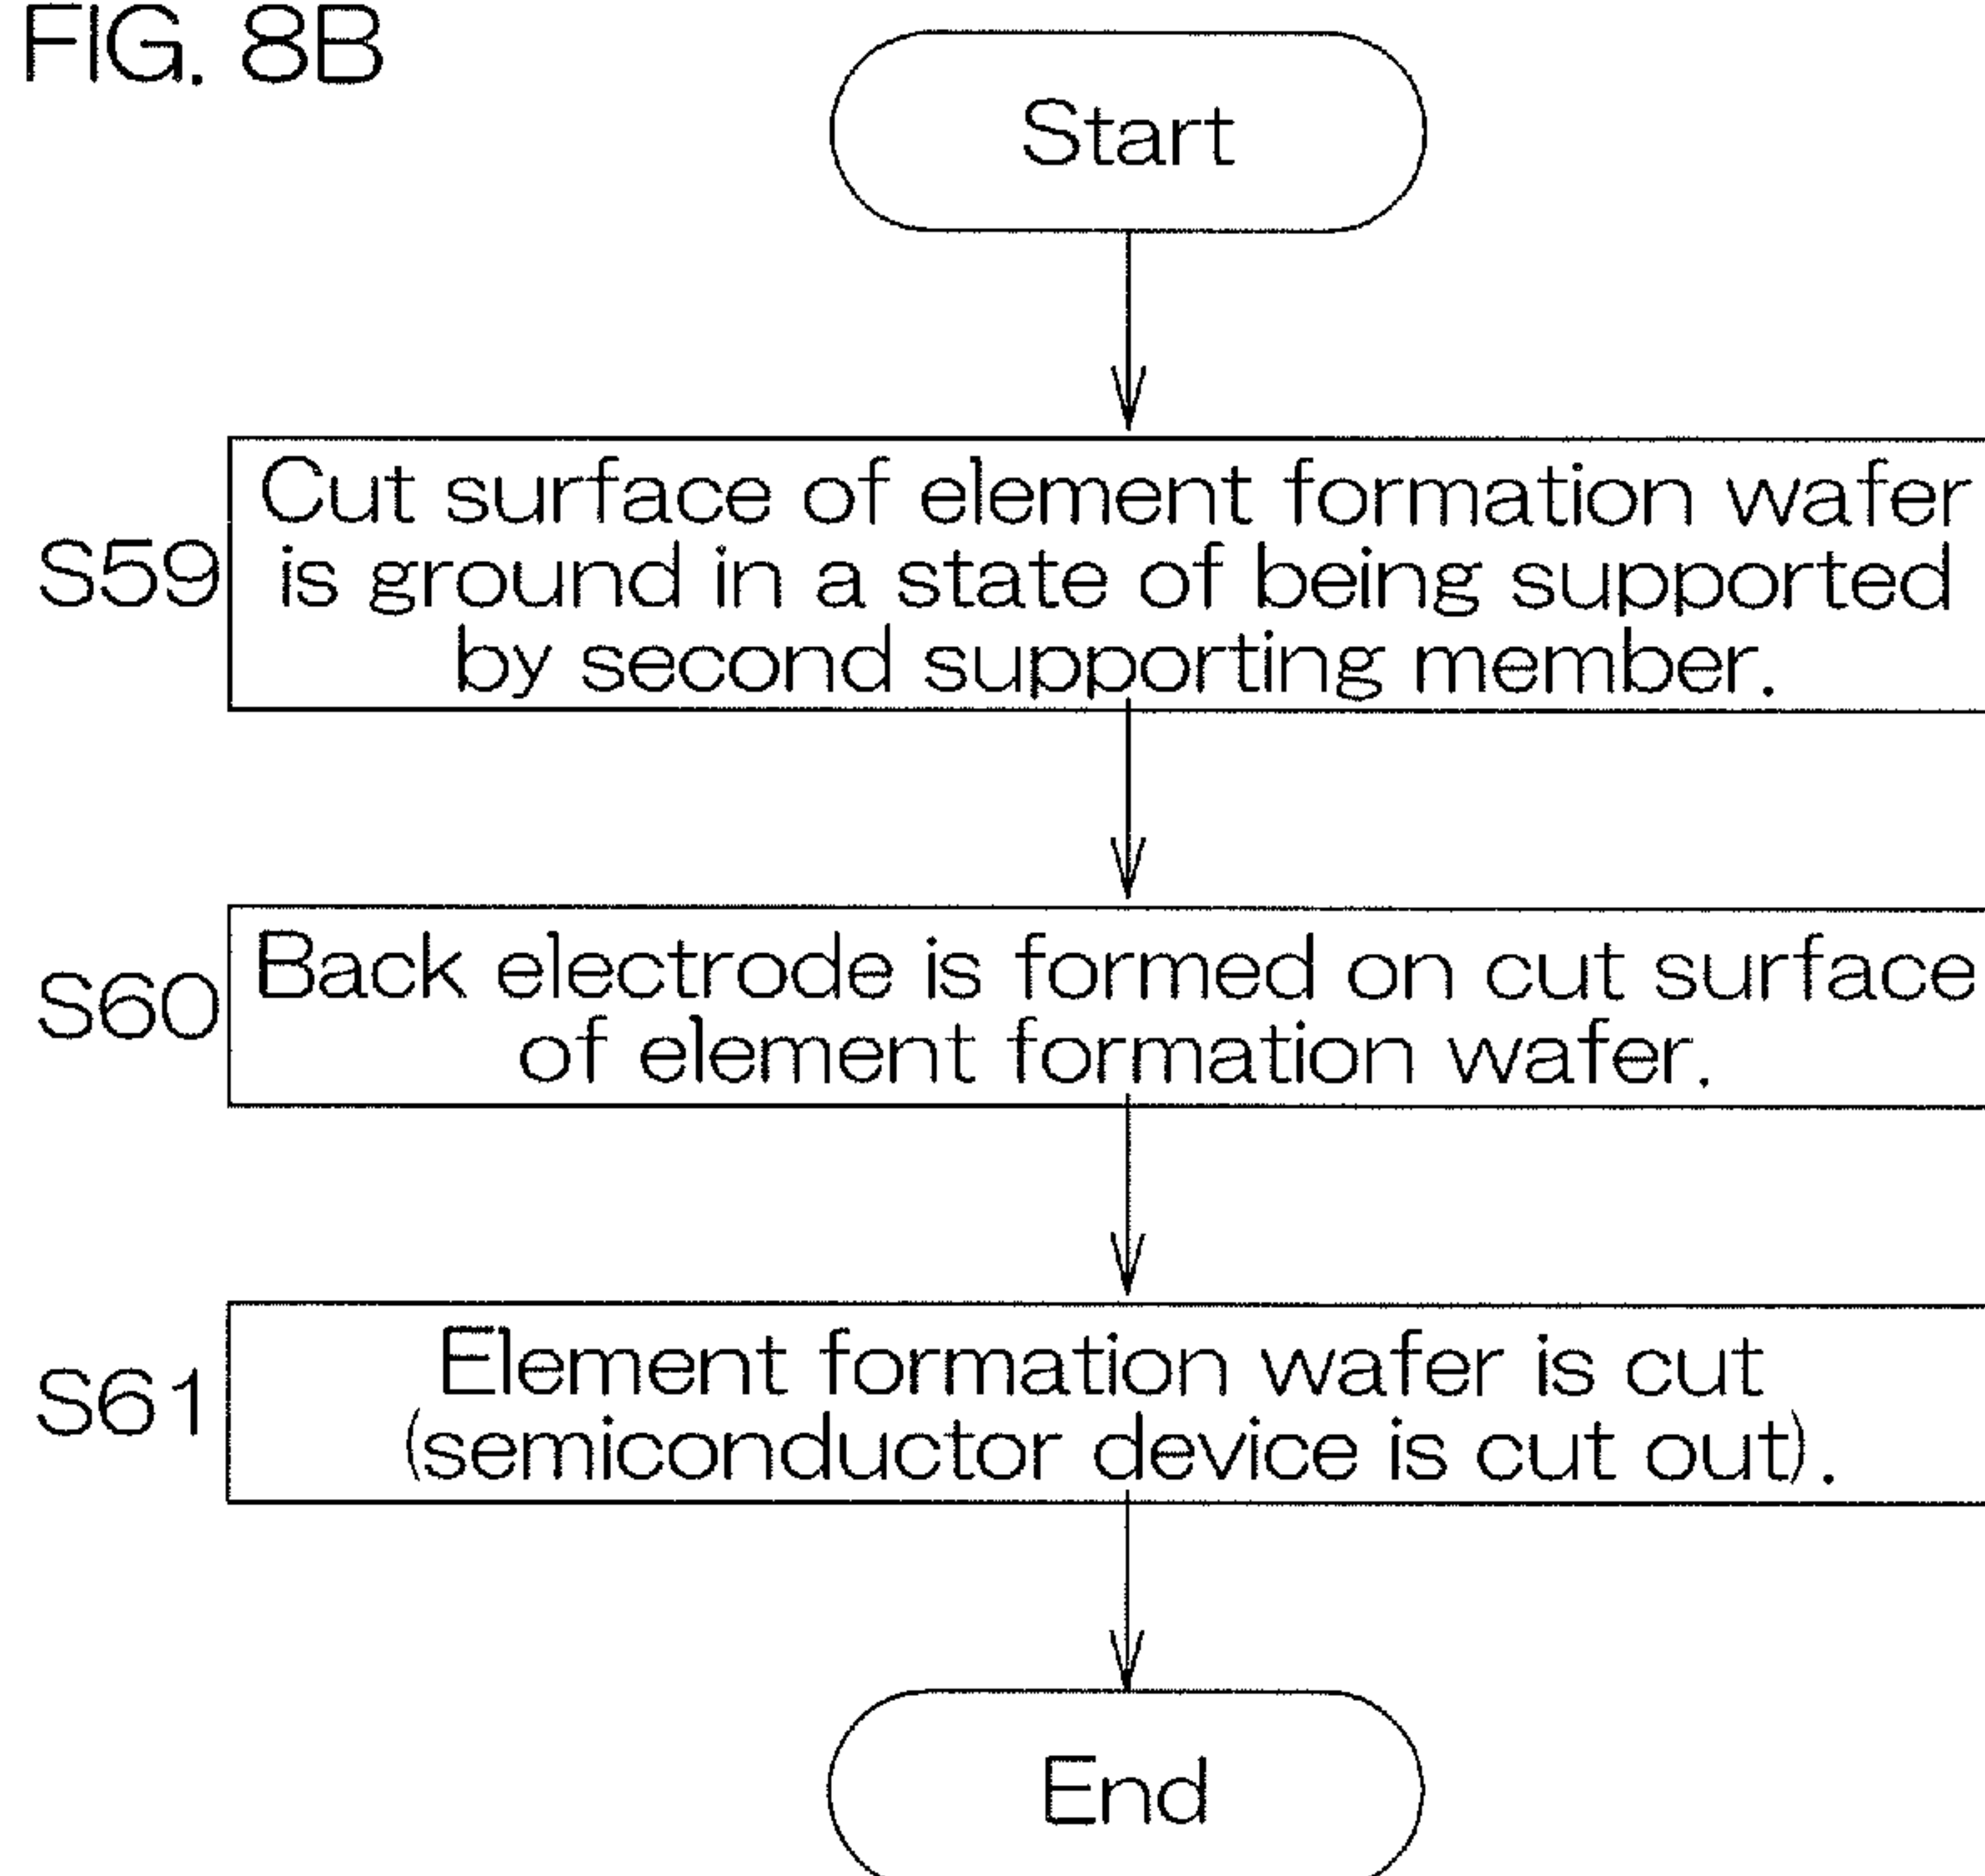 FIG. 8B
Start
S59
Cut surface of element formation wafer
is ground in a state of being supported
by second supporting member.
S60
Back electrode is formed on cut surface
of element formation wafer.
S61
Element formation wafer is cut
(semiconductor device is cut out).
End